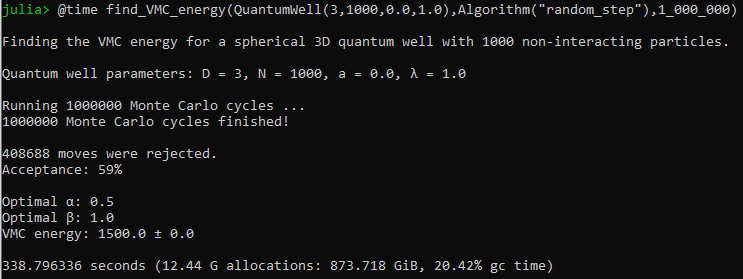 julia> @time find_VMC_energy(QuantumWell(3,1000,0.0,1.0),Algorithm("random_step"),1_000_000)
Finding the VMC energy for a spherical 3D quantum well with 1000 non-interacting particles.
Quantum well parameters: D = 3, N = 1000, a = 0.0, λ = 1.0
Running 1000000 Monte Carlo cycles ...
1000000 Monte Carlo cycles finished!
408688 moves were rejected.
Acceptance: 59%
Optimal α: 0.5
Optimal β: 1.0
VMC energy: 1500.0 ± 0.0
338.796336 seconds (12.44 G allocations: 873.718 GiB, 20.42% gc time)